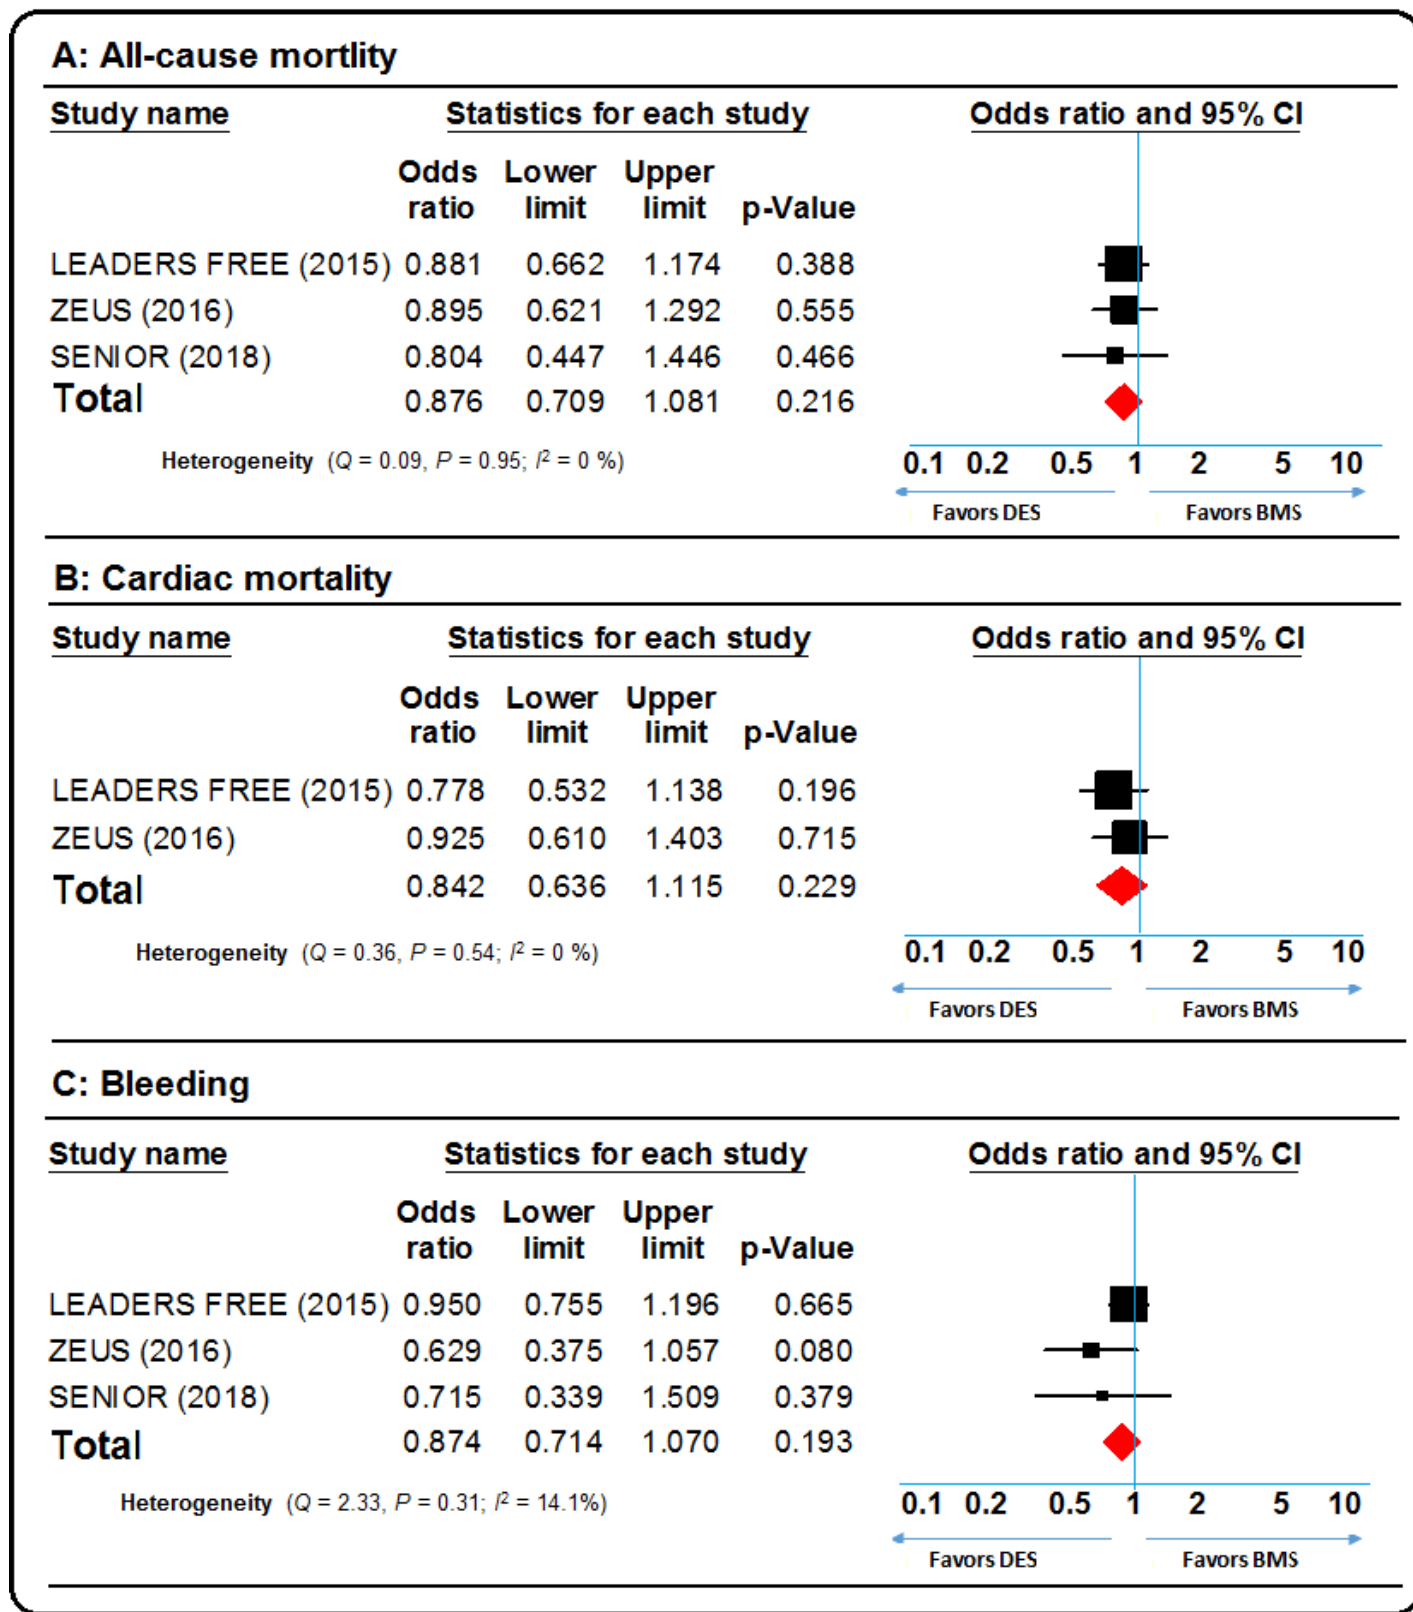 A: All-cause mortlity
Study name Statistics for each study Odds ratio and 95% CI
Odds Lower Upper
ratio limit limit p-Value
LEADERS FREE (2015) 0.881 0.662 1.174 0.388
ZEUS (2016) 0.895 0.621 1.292 0.555
SENIOR (2018) 0.804 0.447 1.446 0.466
Total 0.876 0.709 1.081 0.216
Heterogeneity (Q = 0.09, P = 0.95; I² = 0 %)
0.1 0.2 0.5 1 2 5 10
Favors DES Favors BMS
B: Cardiac mortality
Study name Statistics for each study Odds ratio and 95% CI
Odds Lower Upper
ratio limit limit p-Value
LEADERS FREE (2015) 0.778 0.532 1.138 0.196
ZEUS (2016) 0.925 0.610 1.403 0.715
Total 0.842 0.636 1.115 0.229
Heterogeneity (Q = 0.36, P = 0.54; I² = 0 %)
0.1 0.2 0.5 1 2 5 10
Favors DES Favors BMS
C: Bleeding
Study name Statistics for each study Odds ratio and 95% CI
Odds Lower Upper
ratio limit limit p-Value
LEADERS FREE (2015) 0.950 0.755 1.196 0.665
ZEUS (2016) 0.629 0.375 1.057 0.080
SENIOR (2018) 0.715 0.339 1.509 0.379
Total 0.874 0.714 1.070 0.193
Heterogeneity (Q = 2.33, P = 0.31; I² = 14.1%)
0.1 0.2 0.5 1 2 5 10
Favors DES Favors BMS